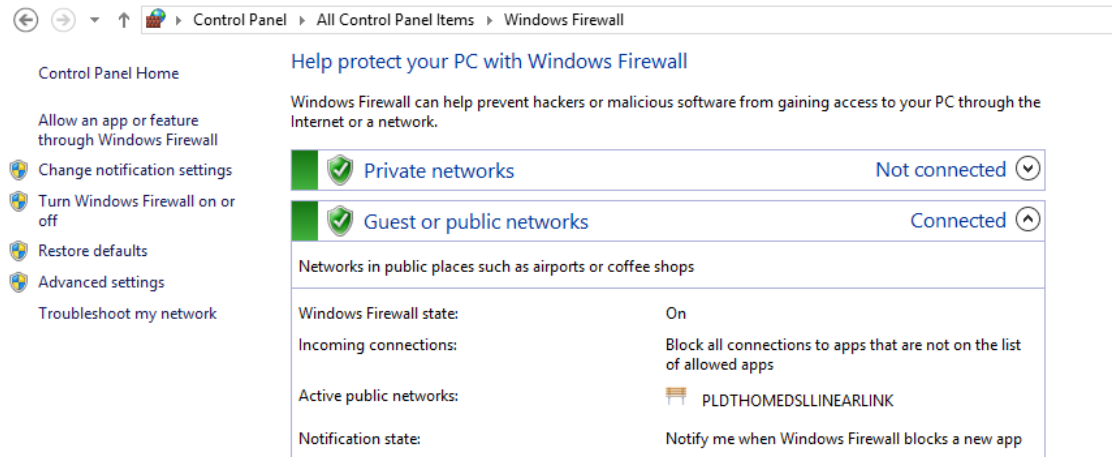 Control Panel All Control Panel Items Windows Firewall
Control Panel Home
Allow an app or feature
through Windows Firewall
Change notification settings
Turn Windows Firewall on or
off
Restore defaults
Advanced settings
Troubleshoot my network
Help protect your PC with Windows Firewall
Windows Firewall can help prevent hackers or malicious software from gaining access to your PC through the
Internet or a network.
Private networks Not connected
Guest or public networks Connected
Networks in public places such as airports or coffee shops
Windows Firewall state: On
Incoming connections: Block all connections to apps that are not on the list
of allowed apps
Active public networks: PLDTHOMEDSLLINEARLINK
Notification state: Notify me when Windows Firewall blocks a new app